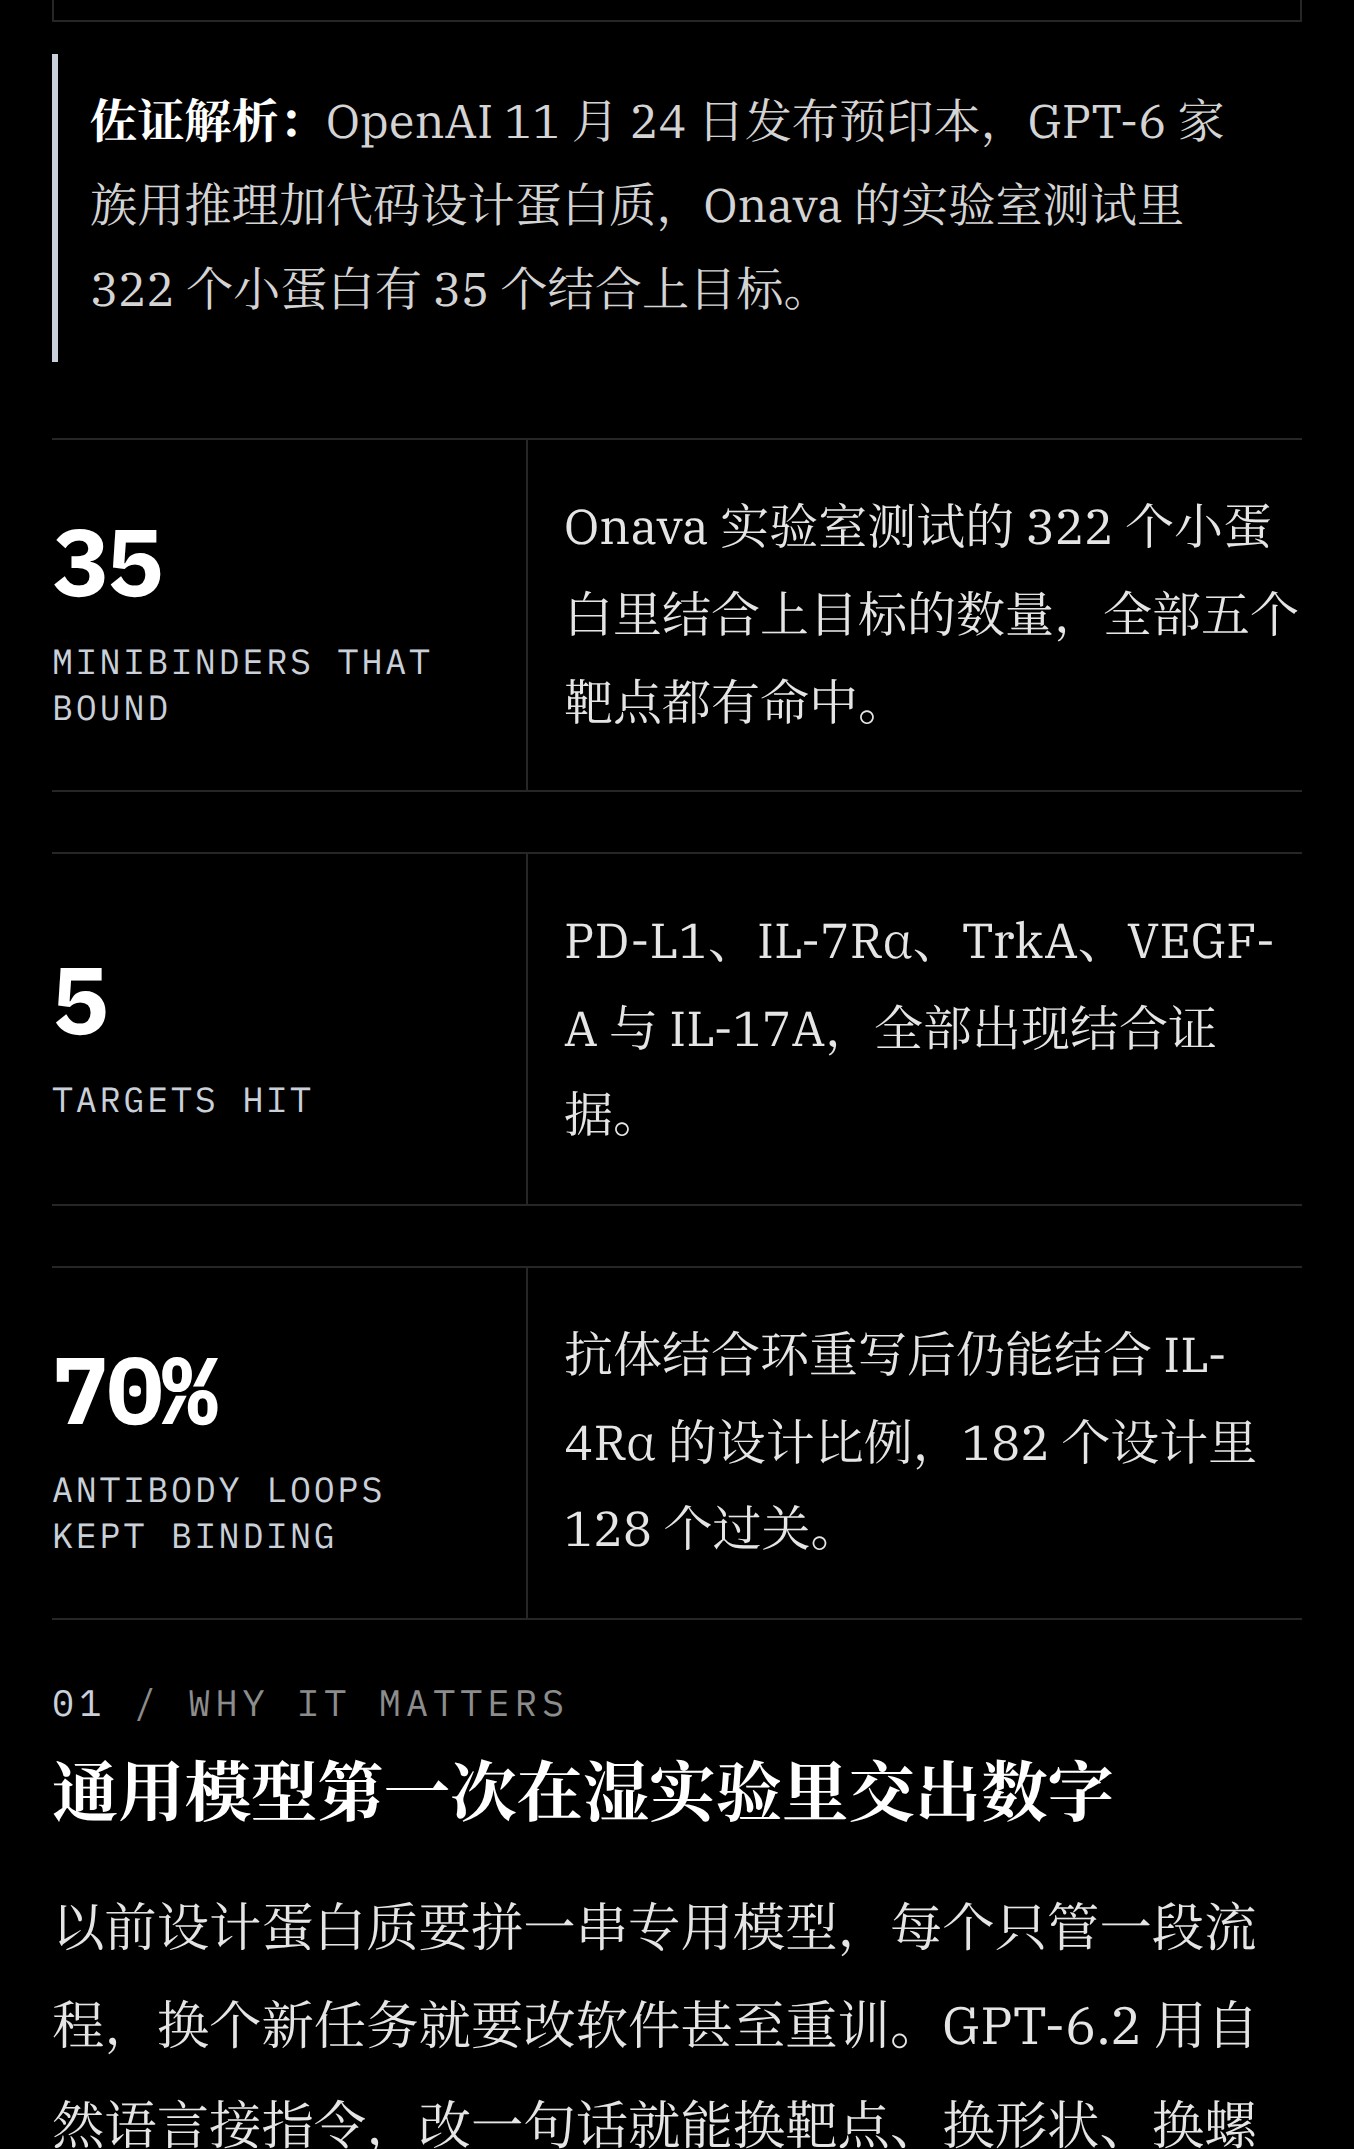 佐证解析：OpenAI 11 月 24 日发布预印本，GPT-6 家
族用推理加代码设计蛋白质，Onava 的实验室测试里
322 个小蛋白有 35 个结合上目标。
35
MINIBINDERS THAT
BOUND
Onava 实验室测试的 322 个小蛋
白里结合上目标的数量，全部五个
靶点都有命中。
5
TARGETS HIT
PD-L1、IL-7Rα、TrkA、VEGF-
A 与 IL-17A，全部出现结合证
据。
70%
ANTIBODY LOOPS
KEPT BINDING
抗体结合环重写后仍能结合 IL-
4Rα 的设计比例，182 个设计里
128 个过关。
01 / WHY IT MATTERS
通用模型第一次在湿实验里交出数字
以前设计蛋白质要拼一串专用模型，每个只管一段流
程，换个新任务就要改软件甚至重训。GPT-6.2 用自
然语言接指令，改一句话就能换靶点、换形状、换螺